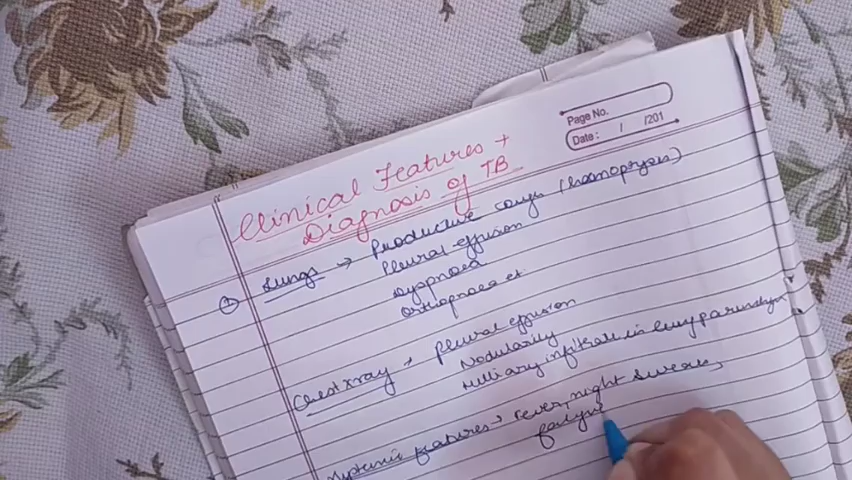 Page No.
Date: / /201
Clinical Features +
Diagnosis of TB
① Lungs → Productive cough (haemoptysis)
Pleural effusion
Dyspnoea
Orthopnoea et
Chest xray → pleural effusion
Nodularity
Milliary infiltrate in lung parenchyma
Systemic features → fever, night sweats,